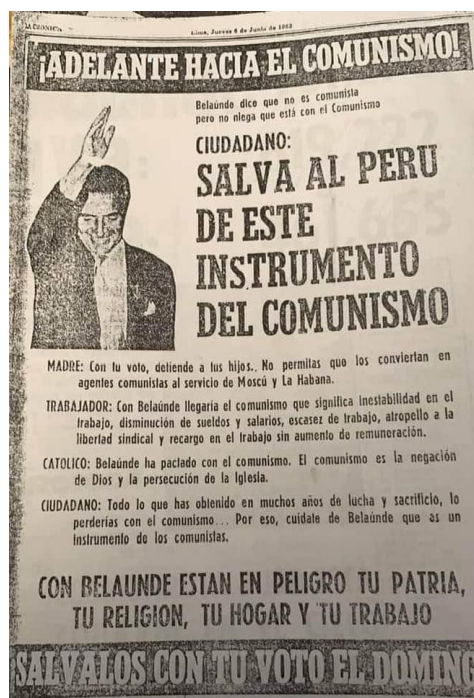 LA CRONICA Lima, Jueves 6 de Junio de 1963
¡ADELANTE HACIA EL COMUNISMO!
Belaúnde dice que no es comunista
pero no niega que está con el Comunismo
CIUDADANO:
SALVA AL PERU
DE ESTE
INSTRUMENTO
DEL COMUNISMO
MADRE: Con tu voto, defiende a tus hijos.. No permitas que los conviertan en
agentes comunistas al servicio de Moscú y La Habana.
TRABAJADOR: Con Belaúnde llegaría el comunismo que significa inestabilidad en el
trabajo, disminución de sueldos y salarios, escasez de trabajo, atropello a la
libertad sindical y recargo en el trabajo sin aumento de remuneración.
CATOLICO: Belaúnde ha pactado con el comunismo. El comunismo es la negación
de Dios y la persecución de la Iglesia.
CIUDADANO: Todo lo que has obtenido en muchos años de lucha y sacrificio, lo
perderías con el comunismo... Por eso, cuídate de Belaúnde que es un
instrumento de los comunistas.
CON BELAUNDE ESTAN EN PELIGRO TU PATRIA,
TU RELIGION, TU HOGAR Y TU TRABAJO
SALVALOS CON TU VOTO EL DOMING